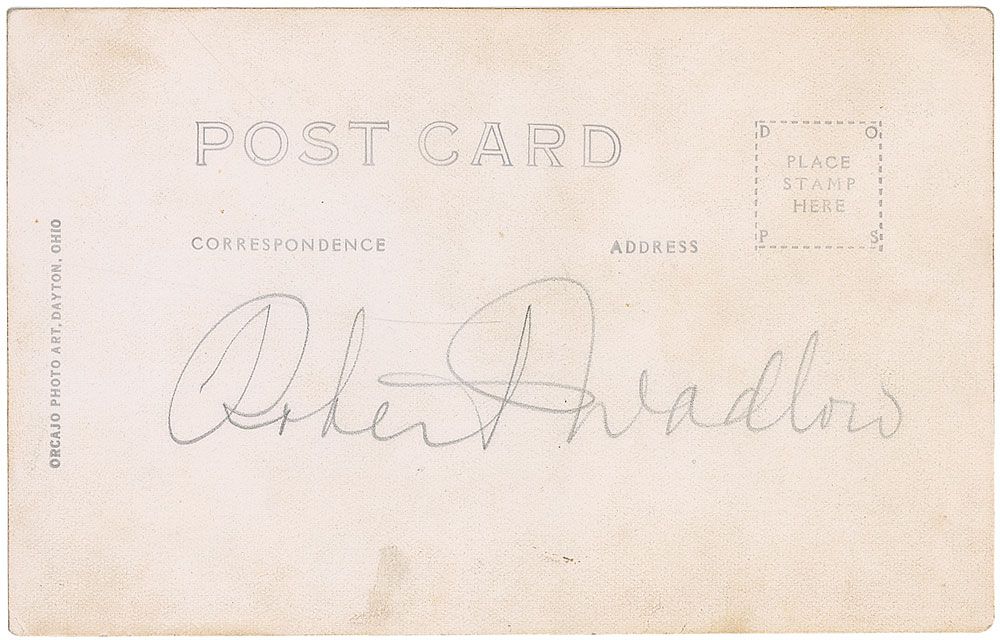 POST CARD
D O
PLACE
STAMP
HERE
P S
CORRESPONDENCE
ADDRESS
ORCAJO PHOTO ART, DAYTON, OHIO
Robert Wadlow